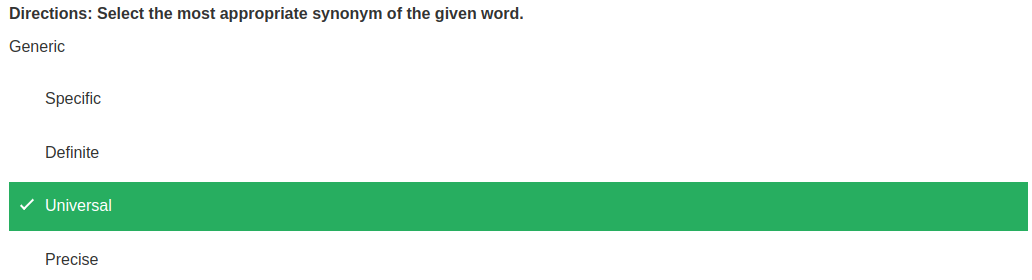 Directions: Select the most appropriate synonym of the given word.
Generic
Specific
Definite
Universal
Precise